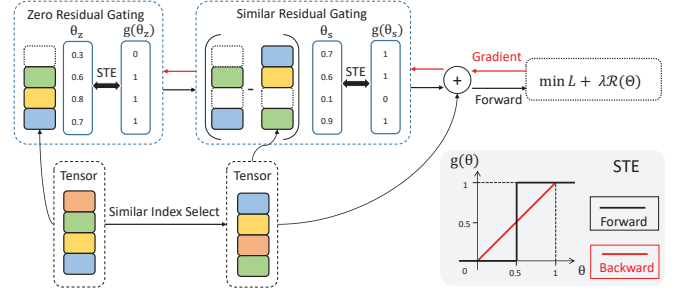 Zero Residual Gating
θz g(θz)
0.3 0
0.6 1
0.8 1
0.7 1
STE
Similar Residual Gating
θs g(θs)
0.7 1
0.6 1
0.1 0
0.9 1
STE
-
+
Gradient
Forward
min L + λR(Θ)
Tensor
Similar Index Select
Tensor
g(θ)
STE
1
0.5
0
0.5
1
θ
Forward
Backward